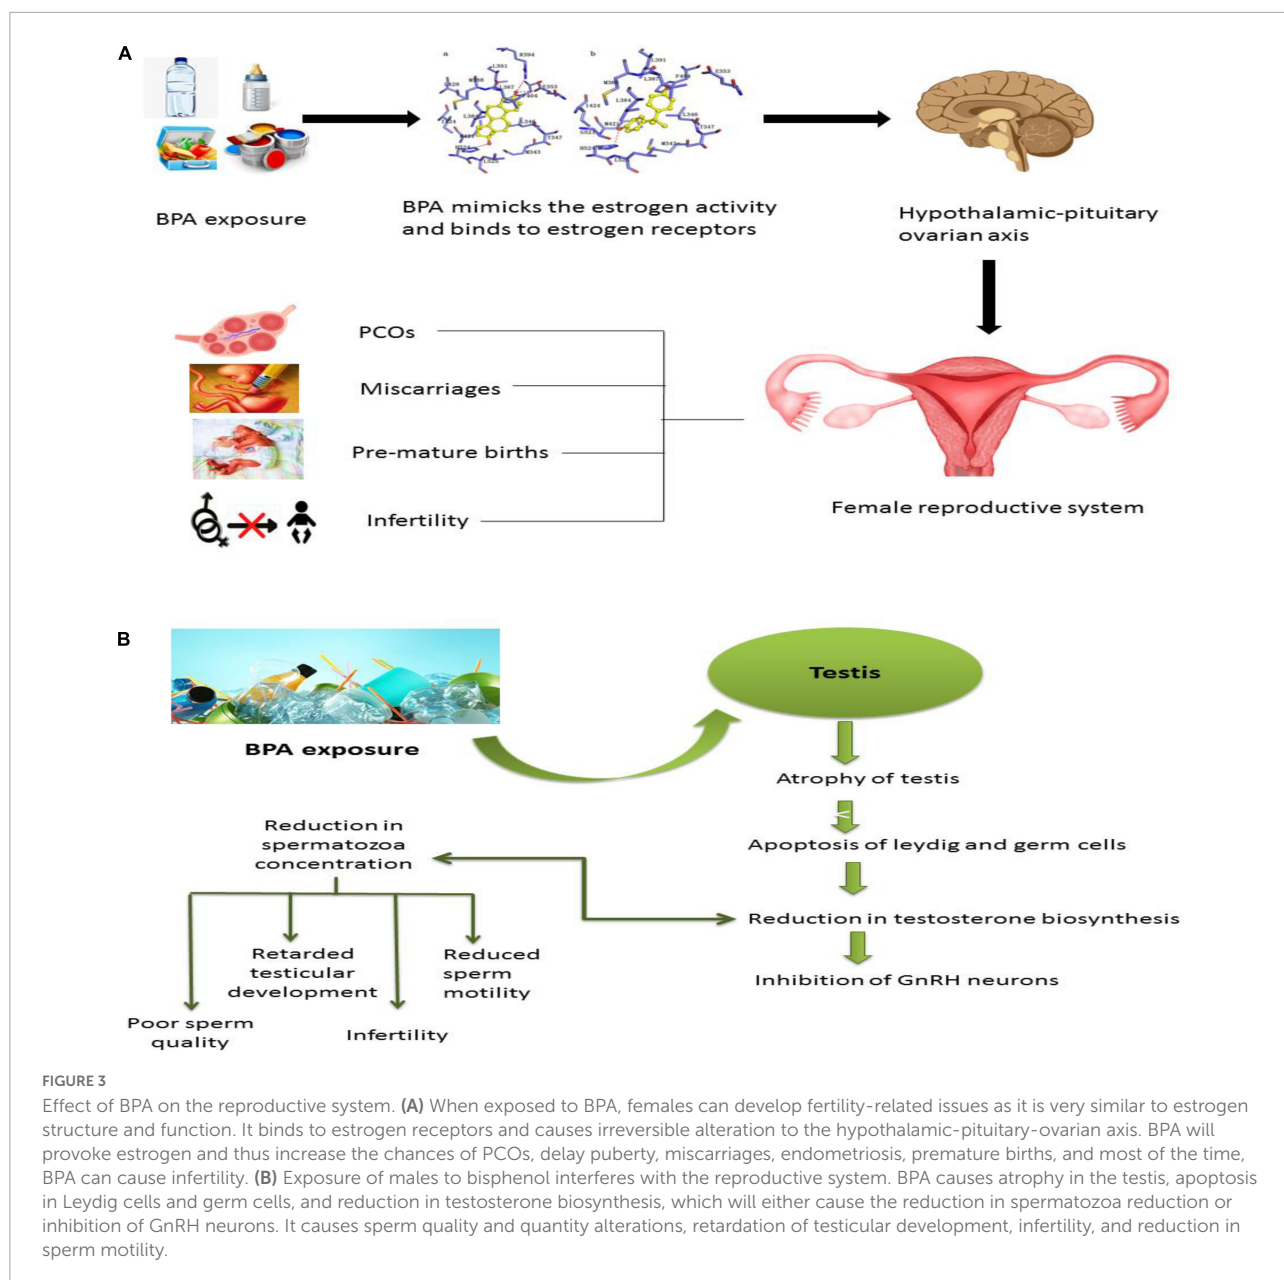 A
a
b
BPA exposure
BPA mimicks the estrogen activity
and binds to estrogen receptors
Hypothalamic-pituitary
ovarian axis
PCOs
Miscarriages
Pre-mature births
Infertility
Female reproductive system
B
BPA exposure
Testis
Atrophy of testis
<
Apoptosis of leydig and germ cells
Reduction in testosterone biosynthesis
Inhibition of GnRH neurons
Reduction in
spermatozoa
concentration
Retarded
testicular
development
Reduced
sperm
motility
Poor sperm
quality
Infertility
FIGURE 3
Effect of BPA on the reproductive system. (A) When exposed to BPA, females can develop fertility-related issues as it is very similar to estrogen
structure and function. It binds to estrogen receptors and causes irreversible alteration to the hypothalamic-pituitary-ovarian axis. BPA will
provoke estrogen and thus increase the chances of PCOs, delay puberty, miscarriages, endometriosis, premature births, and most of the time,
BPA can cause infertility. (B) Exposure of males to bisphenol interferes with the reproductive system. BPA causes atrophy in the testis, apoptosis
in Leydig cells and germ cells, and reduction in testosterone biosynthesis, which will either cause the reduction in spermatozoa reduction or
inhibition of GnRH neurons. It causes sperm quality and quantity alterations, retardation of testicular development, infertility, and reduction in
sperm motility.